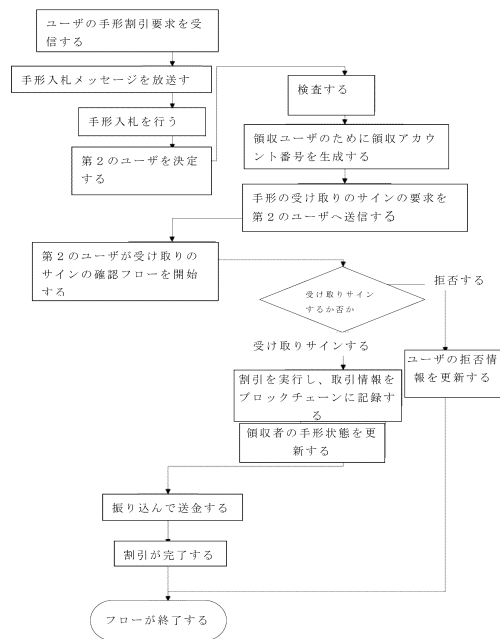 ユーザの手形割引要求を受
信する
手形入札メッセージを放送す
手形入札を行う
第2のユーザを決定
する
検査する
領収ユーザのために領収アカウ
ント番号を生成する
手形の受け取りのサインの要求を
第2のユーザへ送信する
第2のユーザが受け取りの
サインの確認フローを開始
する
受け取りサイン
するか否か
拒否する
受け取りサインする
ユーザの拒否情
報を更新する
割引を実行し、取引情報を
ブロックチェーンに記録す
る
領収者の手形状態を更
新する
振り込んで送金する
割引が完了する
フローが終了する